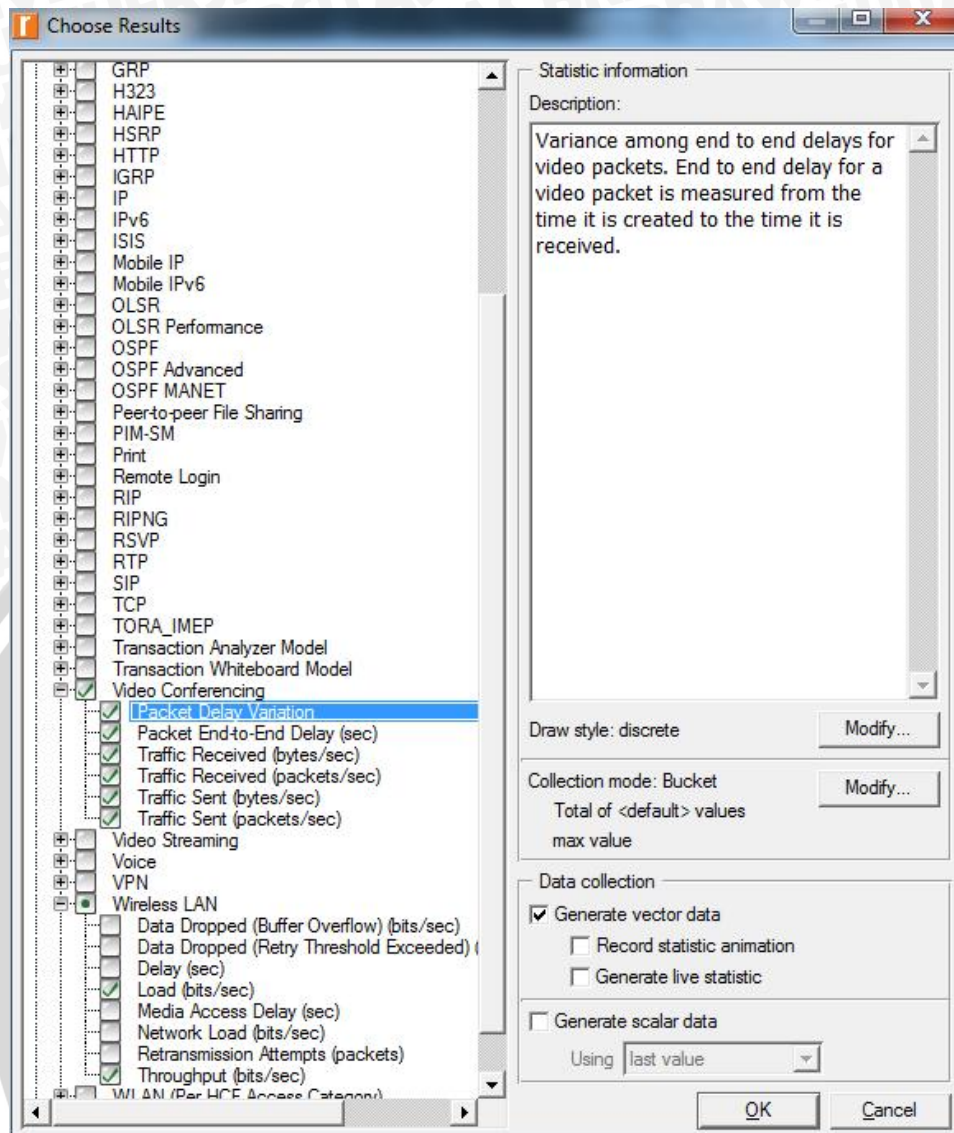 Choose Results
GRP
H323
HAIPE
HSRP
HTTP
IGRP
IP
IPv6
ISIS
Mobile IP
Mobile IPv6
OLSR
OLSR Performance
OSPF
OSPF Advanced
OSPF MANET
Peer-to-peer File Sharing
PIM-SM
Print
Remote Login
RIP
RIPNG
RSVP
RTP
SIP
TCP
TORA_IMEP
Transaction Analyzer Model
Transaction Whiteboard Model
Video Conferencing
Packet Delay Variation
Packet End-to-End Delay (sec)
Traffic Received (bytes/sec)
Traffic Received (packets/sec)
Traffic Sent (bytes/sec)
Traffic Sent (packets/sec)
Video Streaming
Voice
VPN
Wireless LAN
Data Dropped (Buffer Overflow) (bits/sec)
Data Dropped (Retry Threshold Exceeded) (
Delay (sec)
Load (bits/sec)
Media Access Delay (sec)
Network Load (bits/sec)
Retransmission Attempts (packets)
Throughput (bits/sec)
WLAN (Per HCF Access Category)
Statistic information
Description:
Variance among end to end delays for
video packets. End to end delay for a
video packet is measured from the
time it is created to the time it is
received.
Draw style: discrete
Modify...
Collection mode: Bucket
Modify...
Total of <default> values
max value
Data collection
Generate vector data
Record statistic animation
Generate live statistic
Generate scalar data
Using last value
OK
Cancel